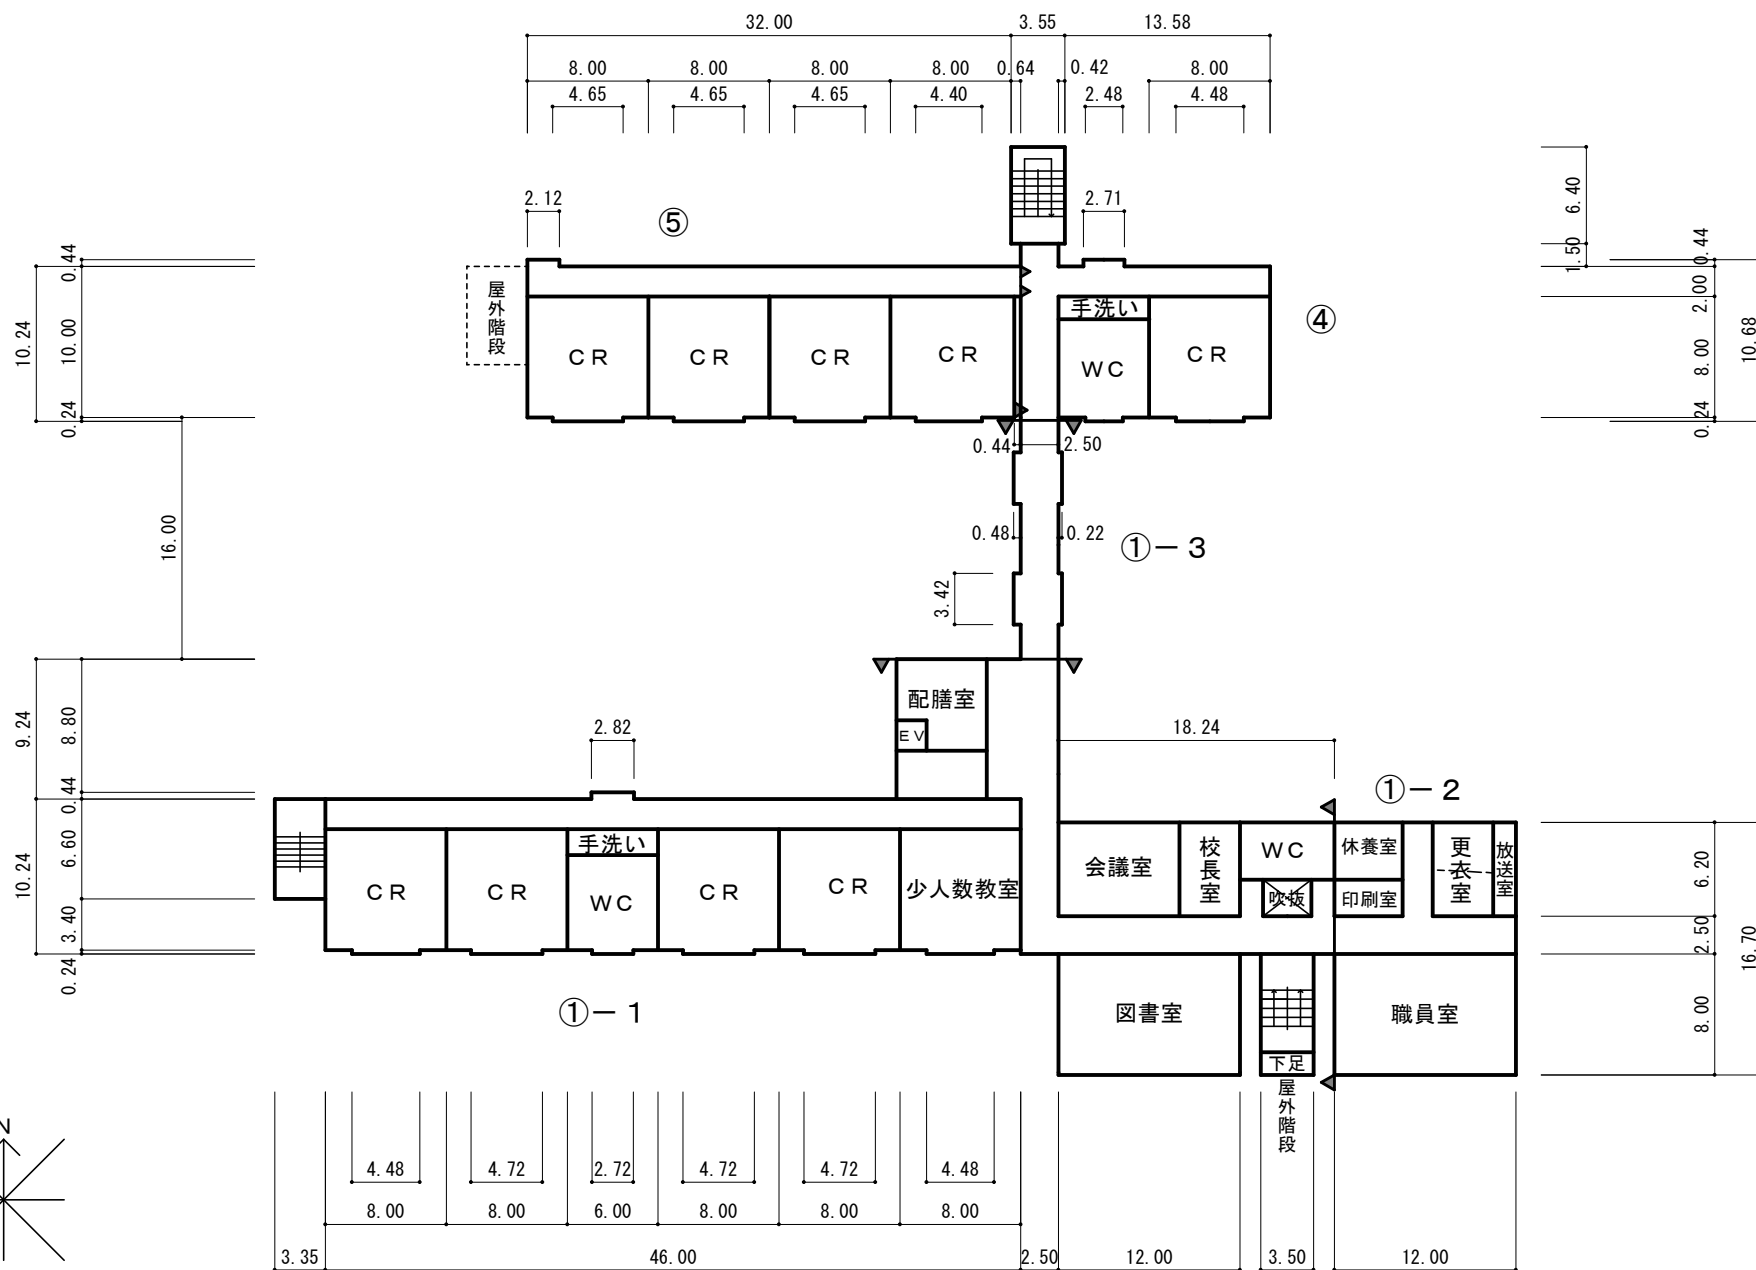 32.00 3.55 13.58
8.00 8.00 8.00 8.00 0.64 0.42 8.00
4.65 4.65 4.65 4.40 2.48 4.48
2.12 2.71
⑤
④
屋外階段
手洗い
CR CR CR CR WC CR
0.44
10.00
10.24
0.24
16.00
6.40
1.50
0.44
2.00
8.00
0.24
10.68
0.44 2.50
0.48 0.22
①－3
3.42
配膳室
EV
2.82
18.24
①－2
9.24
8.80
0.44
10.24
6.60
3.40
0.24
手洗い
CR CR WC CR CR 少人数教室
会議室
校長室
WC
吹抜
休養室
印刷室
更衣室
放送室
6.20
2.50
8.00
16.70
①－1
図書室
下足
職員室
屋外階段
N
4.48 4.72 2.72 4.72 4.72 4.48
8.00 8.00 6.00 8.00 8.00 8.00
3.35 46.00 2.50 12.00 3.50 12.00